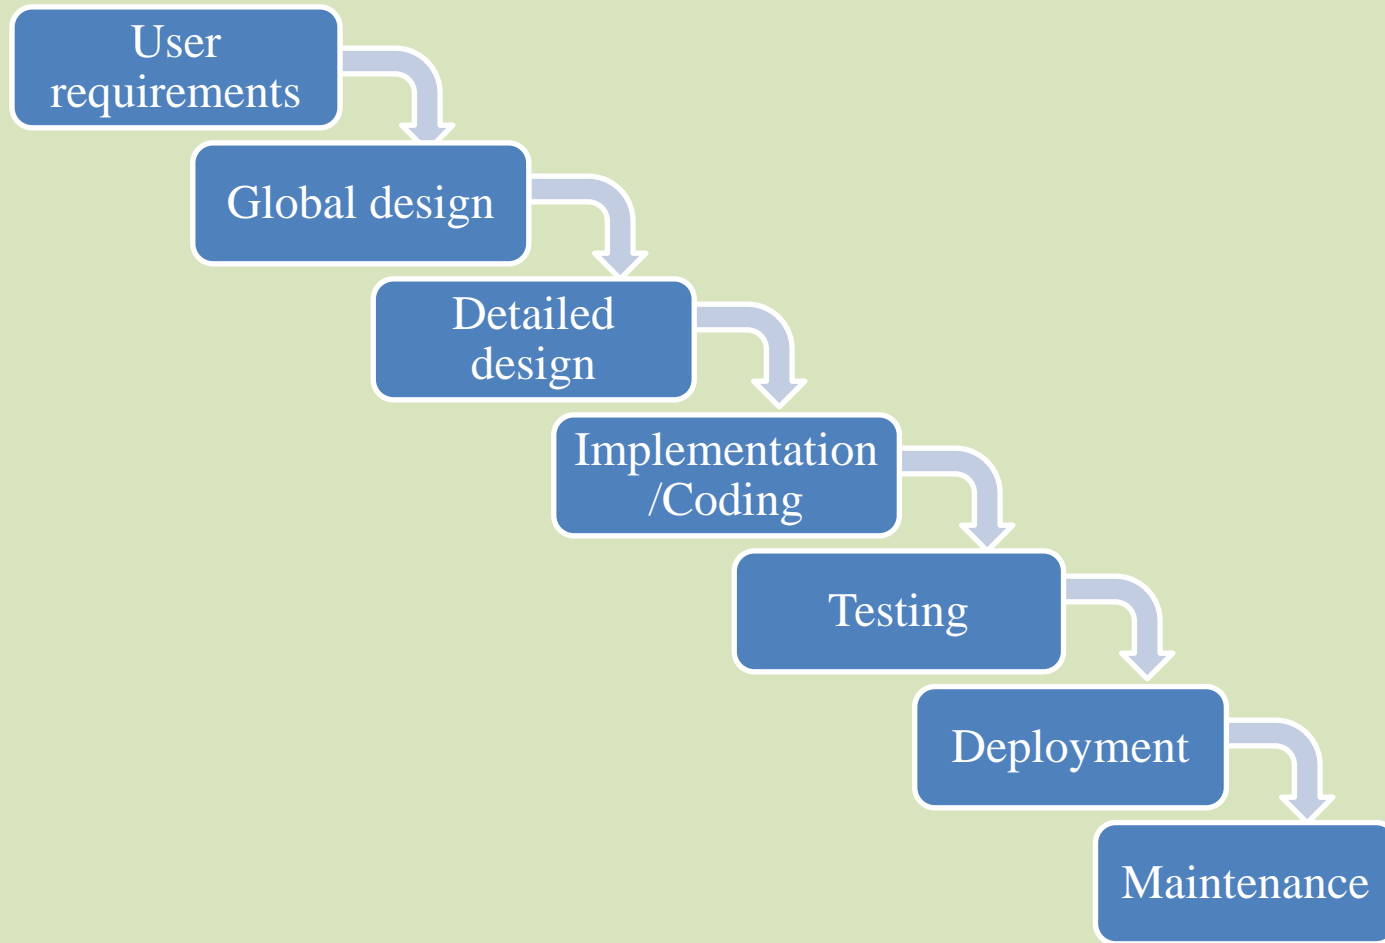 User
requirements
Global design
Detailed
design
Implementation
/Coding
Testing
Deployment
Maintenance